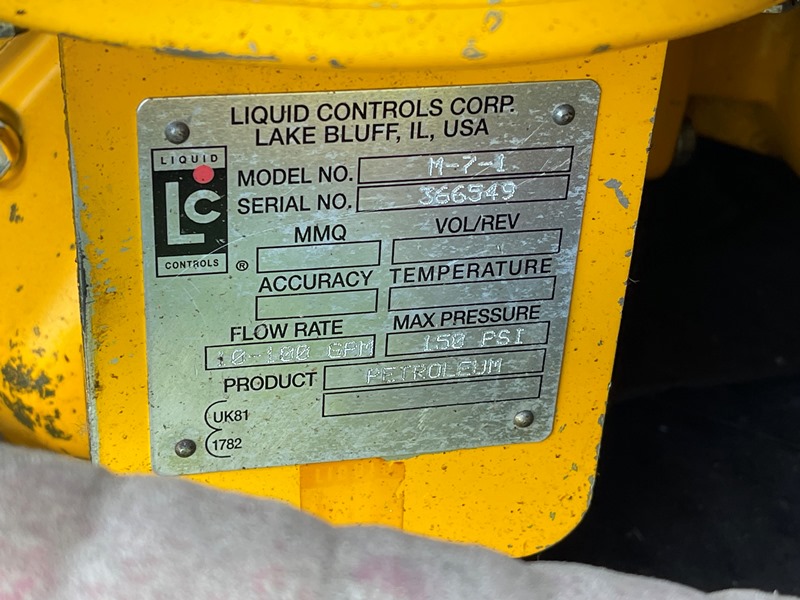 LIQUID CONTROLS CORP.
LAKE BLUFF, IL, USA
LIQUID
LC
CONTROLS
®
MODEL NO. M-7-1
SERIAL NO. 366549
MMQ VOL/REV
ACCURACY TEMPERATURE
FLOW RATE MAX PRESSURE
10-100 GPM 150 PSI
PRODUCT PETROLEUM
UK81
1782